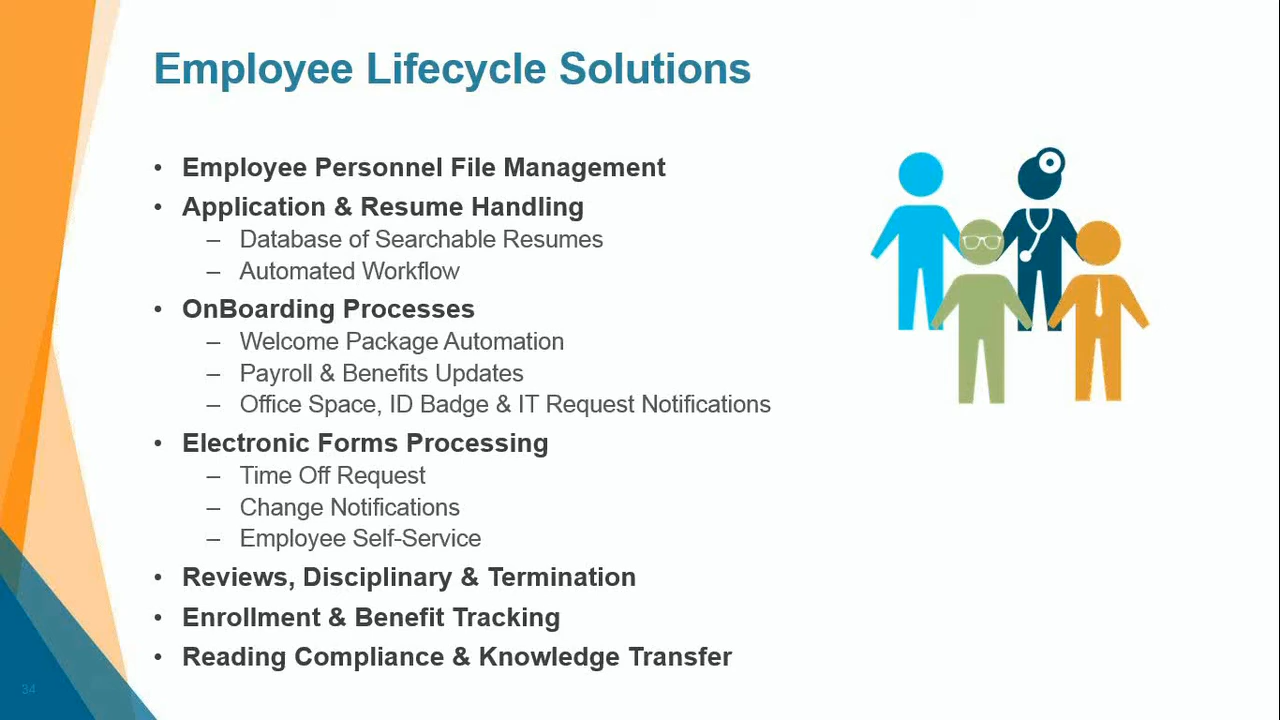 Employee Lifecycle Solutions
• Employee Personnel File Management
• Application & Resume Handling
– Database of Searchable Resumes
– Automated Workflow
• OnBoarding Processes
– Welcome Package Automation
– Payroll & Benefits Updates
– Office Space, ID Badge & IT Request Notifications
• Electronic Forms Processing
– Time Off Request
– Change Notifications
– Employee Self-Service
• Reviews, Disciplinary & Termination
• Enrollment & Benefit Tracking
• Reading Compliance & Knowledge Transfer
34